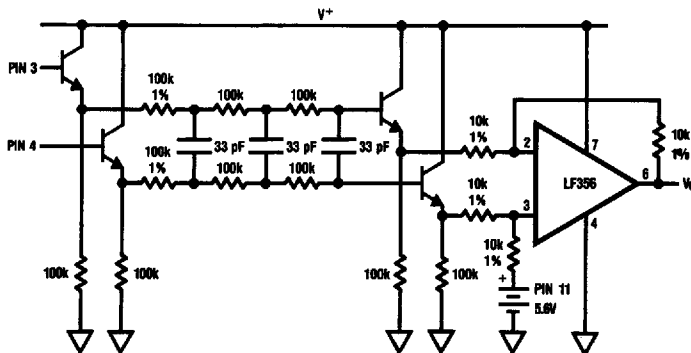 V+
PIN 3
100k
1%
100k
100k
10k
1%
2
7
10k
1%
PIN 4
33 pF
33 pF
33 pF
100k
1%
100k
100k
LF356
6
10k
1%
3
4
10k
1%
100k
100k
100k
100k
+
PIN 11
5.6V